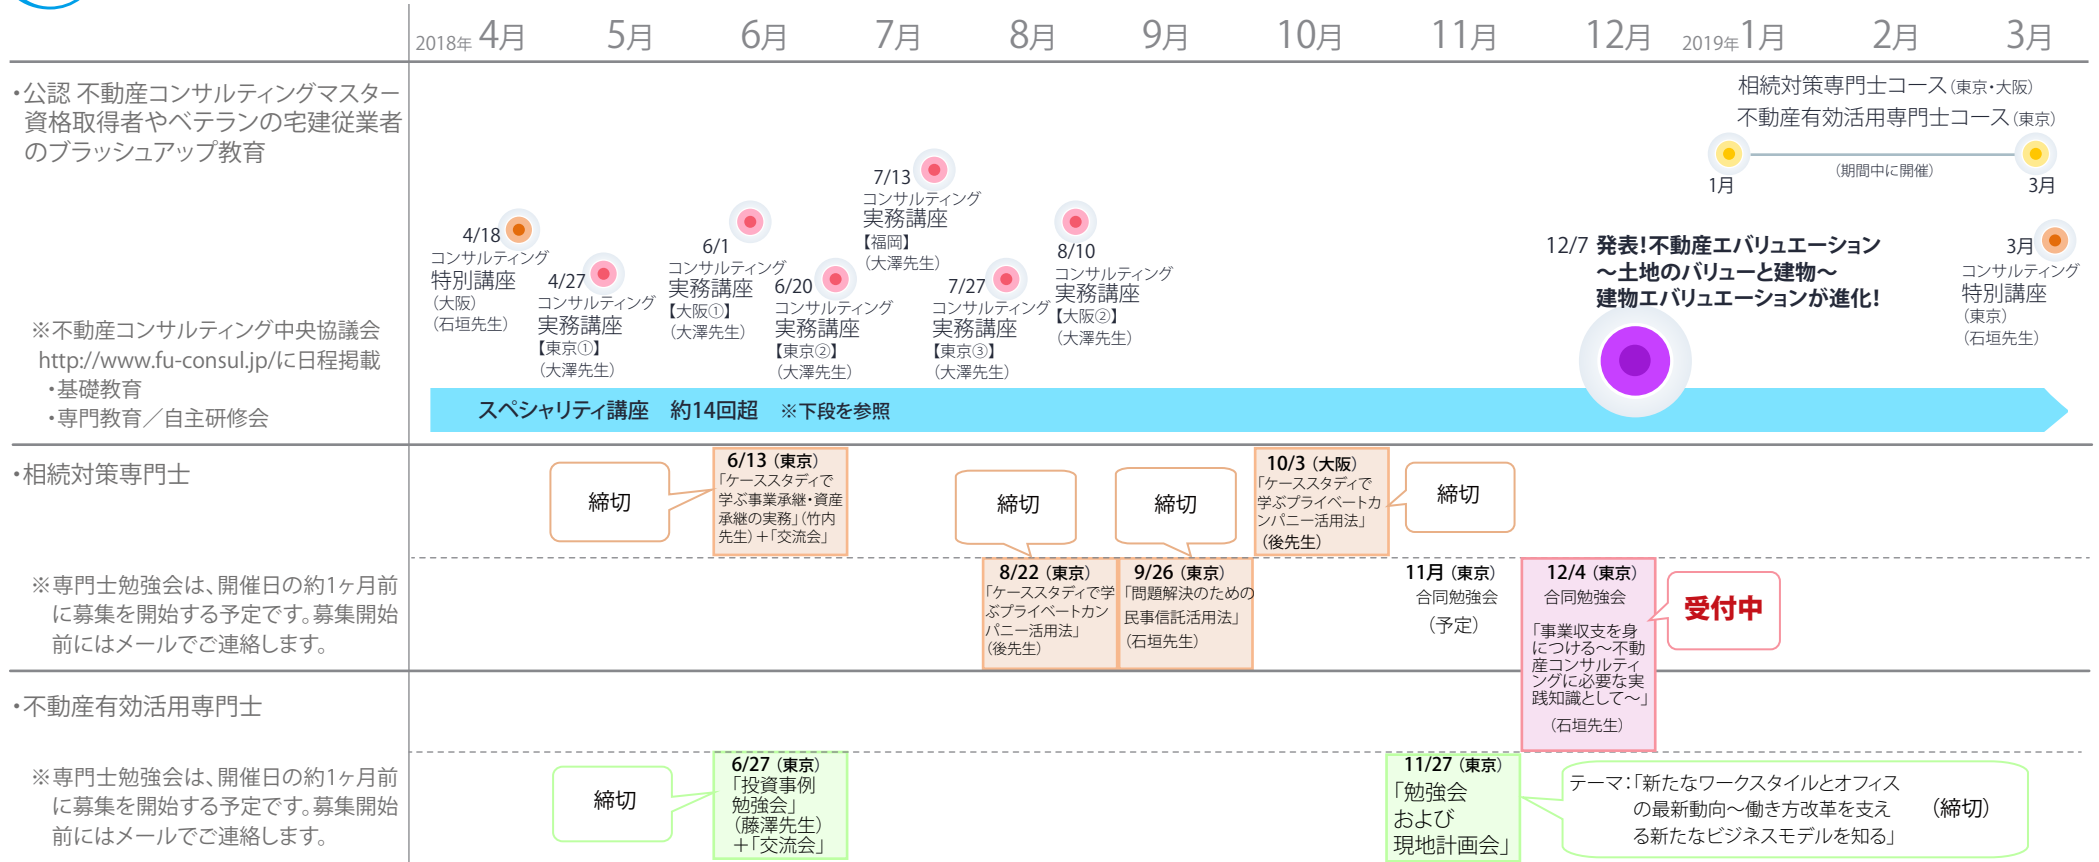 2018年 4月 5月 6月 7月 8月 9月 10月 11月 12月 2019年 1月 2月 3月
・公認 不動産コンサルティングマスター
資格取得者やベテランの宅建従業者
のブラッシュアップ教育
※不動産コンサルティング中央協議会
http://www.fu-consul.jp/に日程掲載
・基礎教育
・専門教育／自主研修会
4/18
コンサルティング
特別講座
（大阪）
（石垣先生）
4/27
コンサルティング
実務講座
【東京①】
（大澤先生）
6/1
コンサルティング
実務講座
【大阪①】
（大澤先生）
6/20
コンサルティング
実務講座
【東京②】
（大澤先生）
7/13
コンサルティング
実務講座
【福岡】
（大澤先生）
7/27
コンサルティング
実務講座
【東京③】
（大澤先生）
8/10
コンサルティング
実務講座
【大阪②】
（大澤先生）
12/7 発表！不動産エバリュエーション
～土地のバリューと建物～
建物エバリュエーションが進化！
相続対策専門士コース（東京・大阪）
不動産有効活用専門士コース（東京）
（期間中に開催）
1月
3月
3月
コンサルティング
特別講座
（東京）
（石垣先生）
スペシャリティ講座 約14回超 ※下段を参照
・相続対策専門士
※専門士勉強会は、開催日の約1ヶ月前
に募集を開始する予定です。募集開始
前にはメールでご連絡します。
締切
6/13（東京）
「ケーススタディで
学ぶ事業承継・資産
承継の実務」（竹内
先生）＋「交流会」
締切
8/22（東京）
「ケーススタディで学
ぶプライベートカン
パニー活用法」
（後先生）
締切
9/26（東京）
「問題解決のための
民事信託活用法」
（石垣先生）
10/3（大阪）
「ケーススタディで
学ぶプライベートカ
ンパニー活用法」
（後先生）
締切
11月（東京）
合同勉強会
（予定）
12/4（東京）
合同勉強会
「事業収支を身
につける～不動
産コンサルティ
ングに必要な実
践知識として～」
（石垣先生）
受付中
・不動産有効活用専門士
※専門士勉強会は、開催日の約1ヶ月前
に募集を開始する予定です。募集開始
前にはメールでご連絡します。
締切
6/27（東京）
「投資事例
勉強会」
（藤澤先生）
＋「交流会」
11/27（東京）
「勉強会
および
現地計画会」
テーマ：「新たなワークスタイルとオフィス
の最新動向～働き方改革を支え
る新たなビジネスモデルを知る」
（締切）